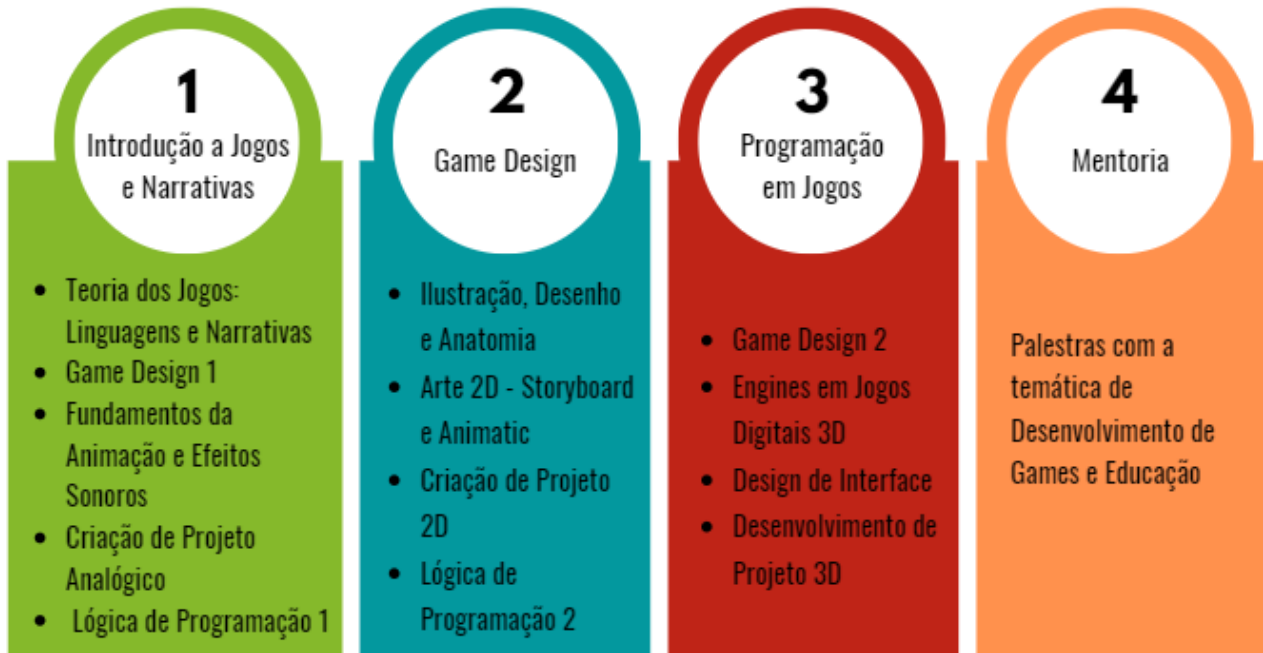 1
Introdução a Jogos
e Narrativas
• Teoria dos Jogos:
Linguagens e Narrativas
• Game Design 1
• Fundamentos da
Animação e Efeitos
Sonoros
• Criação de Projeto
Analógico
• Lógica de Programação 1
2
Game Design
• Ilustração, Desenho
e Anatomia
• Arte 2D - Storyboard
e Animatic
• Criação de Projeto
2D
• Lógica de
Programação 2
3
Programação
em Jogos
• Game Design 2
• Engines em Jogos
Digitais 3D
• Design de Interface
• Desenvolvimento de
Projeto 3D
4
Mentoria
Palestras com a
temática de
Desenvolvimento de
Games e Educação